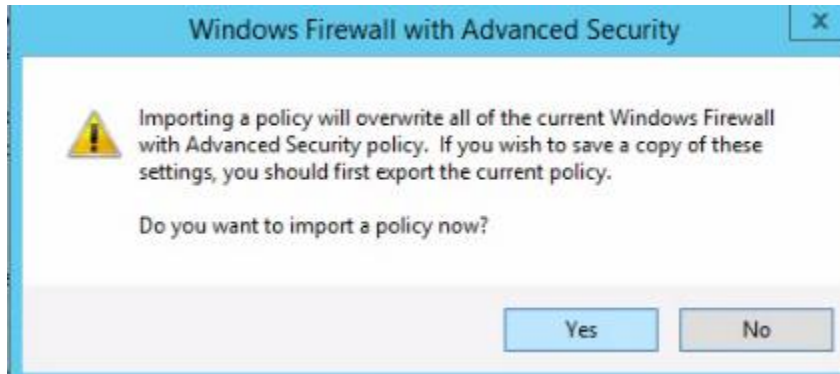 Windows Firewall with Advanced Security
x
Importing a policy will overwrite all of the current Windows Firewall
with Advanced Security policy. If you wish to save a copy of these
settings, you should first export the current policy.
Do you want to import a policy now?
Yes
No